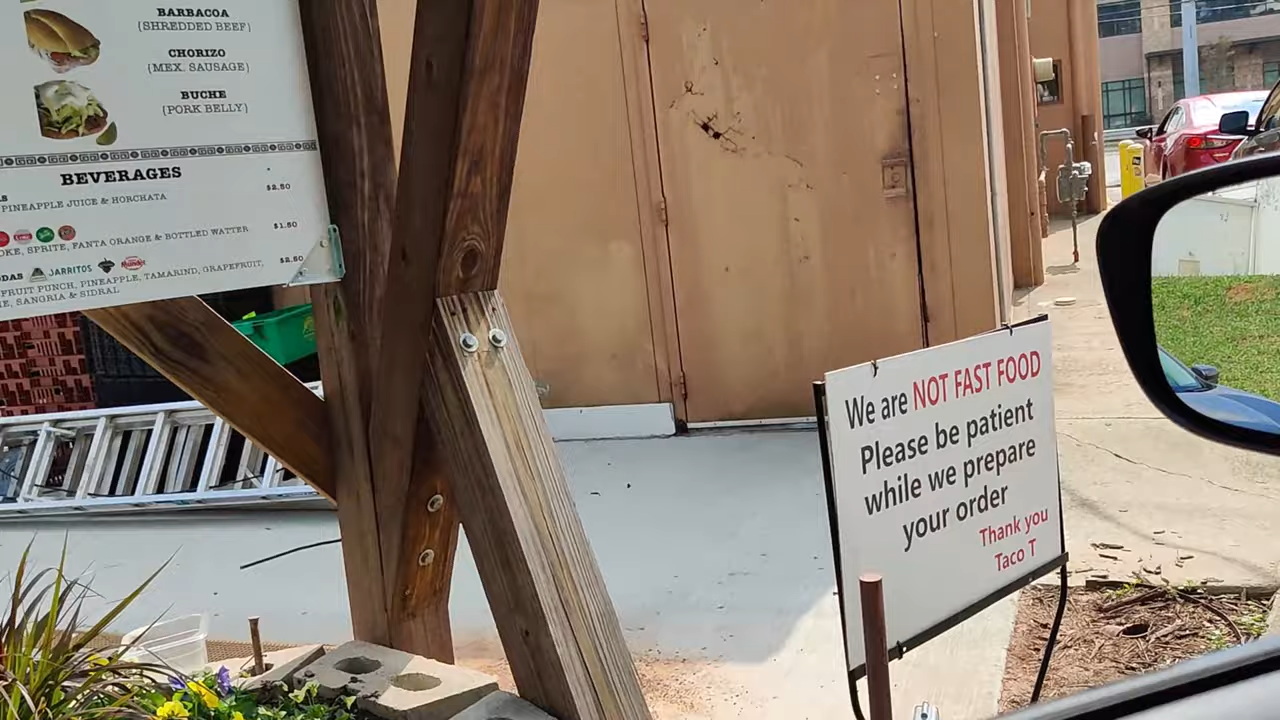 BARBACOA
(SHREDDED BEEF)
CHORIZO
(MEX. SAUSAGE)
BUCHE
(PORK BELLY)
BEVERAGES
PINEAPPLE JUICE & HORCHATA $2.50
OKE, SPRITE, FANTA ORANGE & BOTTLED WATTER $1.50
DAS JARRITOS
FRUIT PUNCH, PINEAPPLE, TAMARIND, GRAPEFRUIT, $2.50
E, SANGRIA & SIDRAL
We are NOT FAST FOOD
Please be patient
while we prepare
your order
Thank you
Taco T